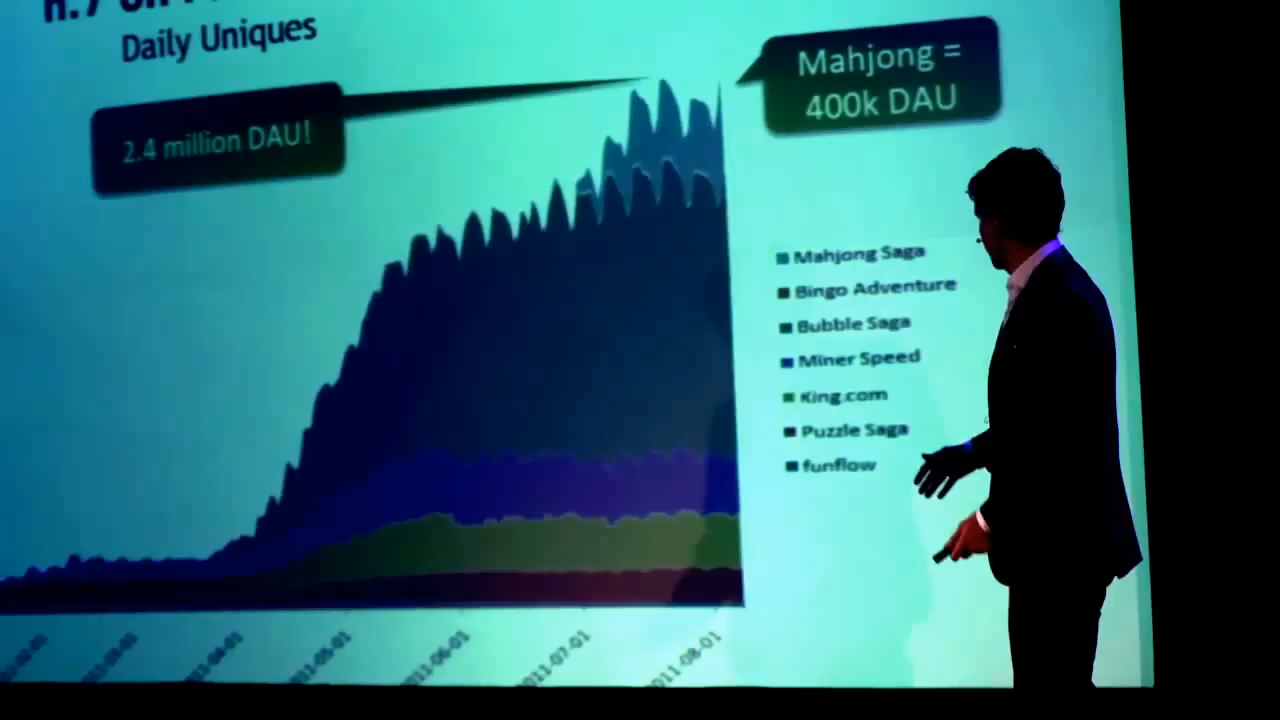 Daily Uniques
2.4 million DAU!
Mahjong =
400k DAU
Mahjong Saga
Bingo Adventure
Bubble Saga
Miner Speed
King.com
Puzzle Saga
funflow
2011-05-01
2011-06-01
2011-07-01
2011-08-01